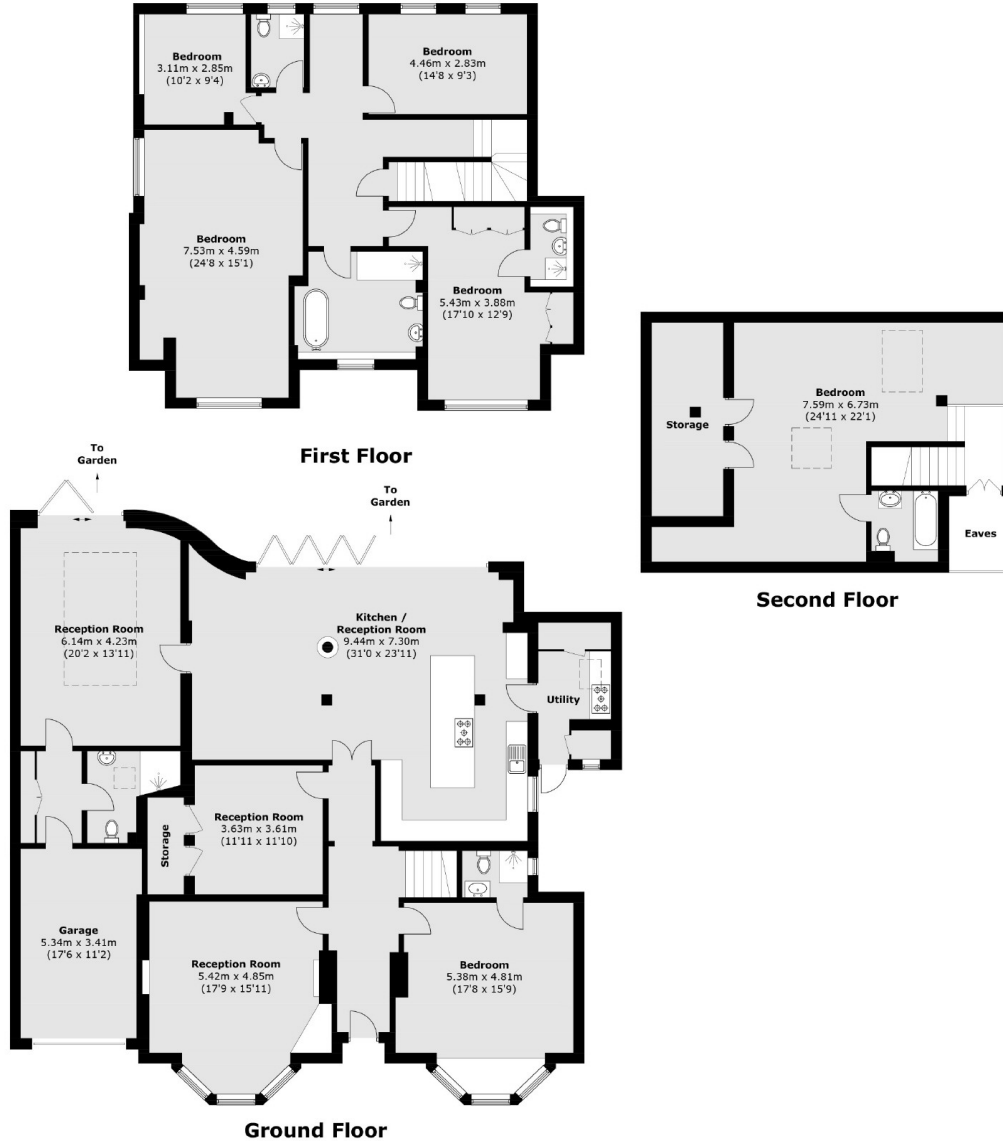 Bedroom
3.11m x 2.85m
(10'2 x 9'4)
Bedroom
4.46m x 2.83m
(14'8 x 9'3)
Bedroom
7.53m x 4.59m
(24'8 x 15'1)
Bedroom
5.43m x 3.88m
(17'10 x 12'9)
First Floor
Storage
Bedroom
7.59m x 6.73m
(24'11 x 22'1)
Eaves
Second Floor
To
Garden
To
Garden
Reception Room
6.14m x 4.23m
(20'2 x 13'11)
Kitchen /
Reception Room
9.44m x 7.30m
(31'0 x 23'11)
Utility
Storage
Reception Room
3.63m x 3.61m
(11'11 x 11'10)
Garage
5.34m x 3.41m
(17'6 x 11'2)
Reception Room
5.42m x 4.85m
(17'9 x 15'11)
Bedroom
5.38m x 4.81m
(17'8 x 15'9)
Ground Floor